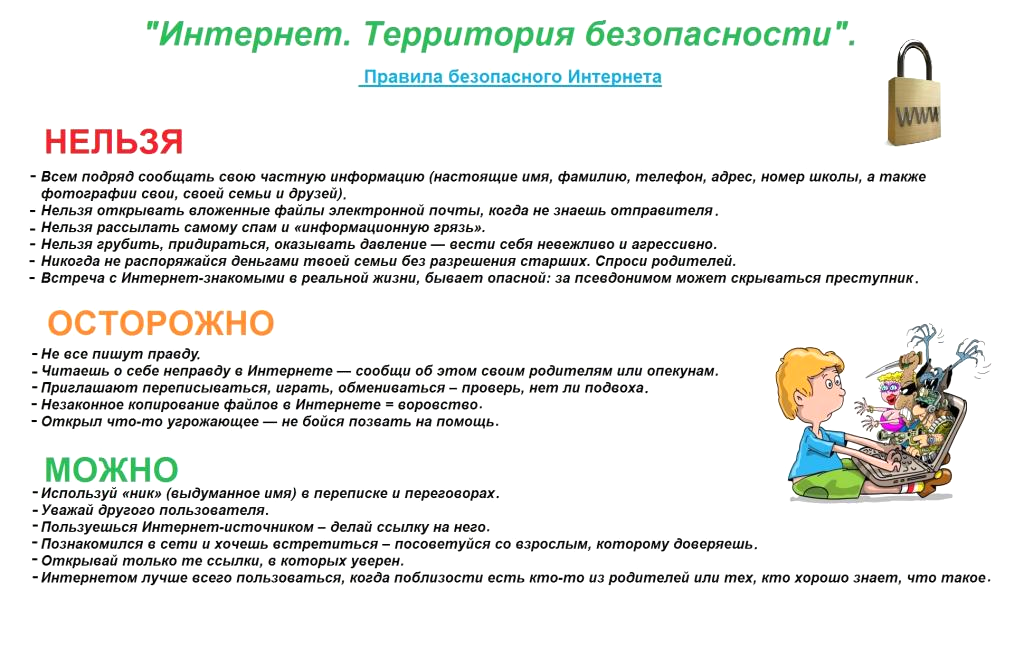 "Интернет. Территория безопасности".
Правила безопасного Интернета
WWW
НЕЛЬЗЯ
- Всем подряд сообщать свою частную информацию (настоящие имя, фамилию, телефон, адрес, номер школы, а также
фотографии свои, своей семьи и друзей).
- Нельзя открывать вложенные файлы электронной почты, когда не знаешь отправителя.
- Нельзя рассылать самому спам и «информационную грязь».
- Нельзя грубить, придираться, оказывать давление — вести себя невежливо и агрессивно.
- Никогда не распоряжайся деньгами твоей семьи без разрешения старших. Спроси родителей.
- Встреча с Интернет-знакомыми в реальной жизни, бывает опасной: за псевдонимом может скрываться преступник.
ОСТОРОЖНО
- Не все пишут правду.
- Читаешь о себе неправду в Интернете — сообщи об этом своим родителям или опекунам.
- Приглашают переписываться, играть, обмениваться – проверь, нет ли подвоха.
- Незаконное копирование файлов в Интернете = воровство.
- Открыл что-то угрожающее — не бойся позвать на помощь.
МОЖНО
- Используй «ник» (выдуманное имя) в переписке и переговорах.
- Уважай другого пользователя.
- Пользуешься Интернет-источником – делай ссылку на него.
- Познакомился в сети и хочешь встретиться – посоветуйся со взрослым, которому доверяешь.
- Открывай только те ссылки, в которых уверен.
- Интернетом лучше всего пользоваться, когда поблизости есть кто-то из родителей или тех, кто хорошо знает, что такое.